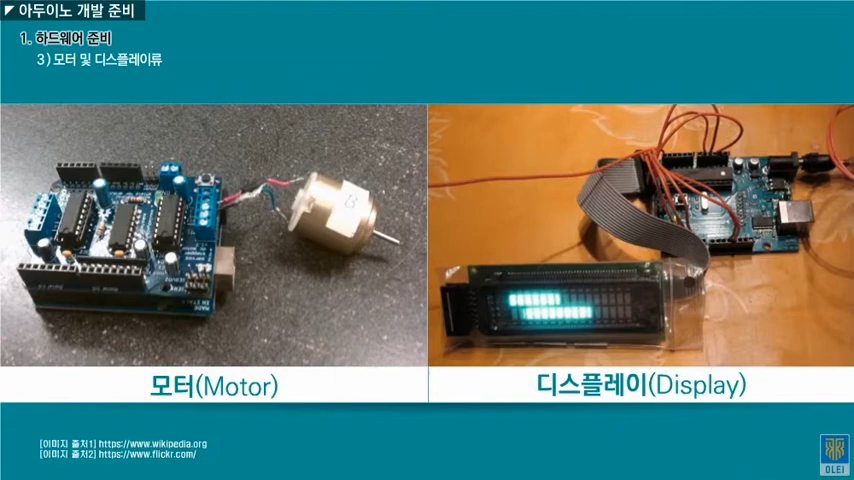 아두이노 개발 준비
1. 하드웨어 준비
3) 모터 및 디스플레이류
모터(Motor)
디스플레이(Display)
[이미지 출처1] https://www.wikipedia.org
[이미지 출처2] https://www.flickr.com/
OLEI